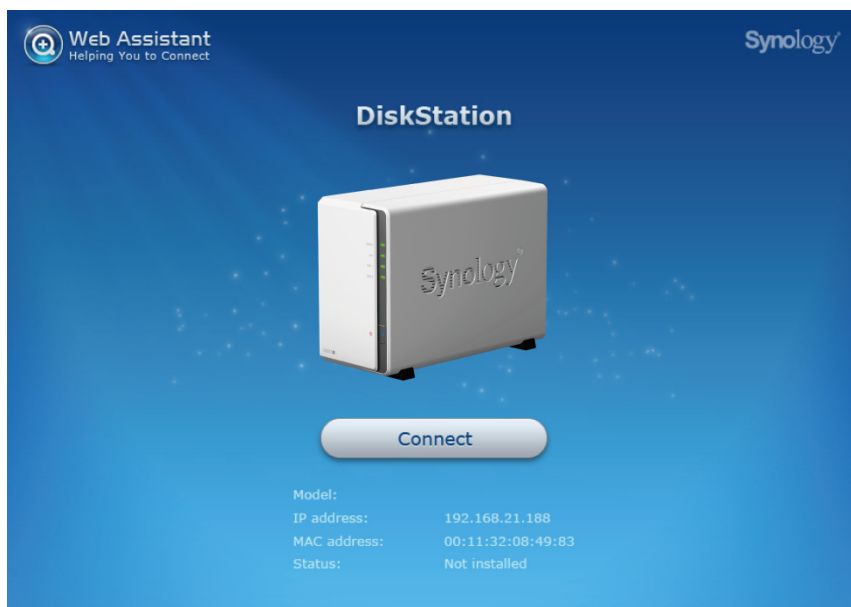 Web Assistant
Helping You to Connect
Synology
DiskStation
Synology
Connect
Model:
IP address: 192.168.21.188
MAC address: 00:11:32:08:49:83
Status: Not installed